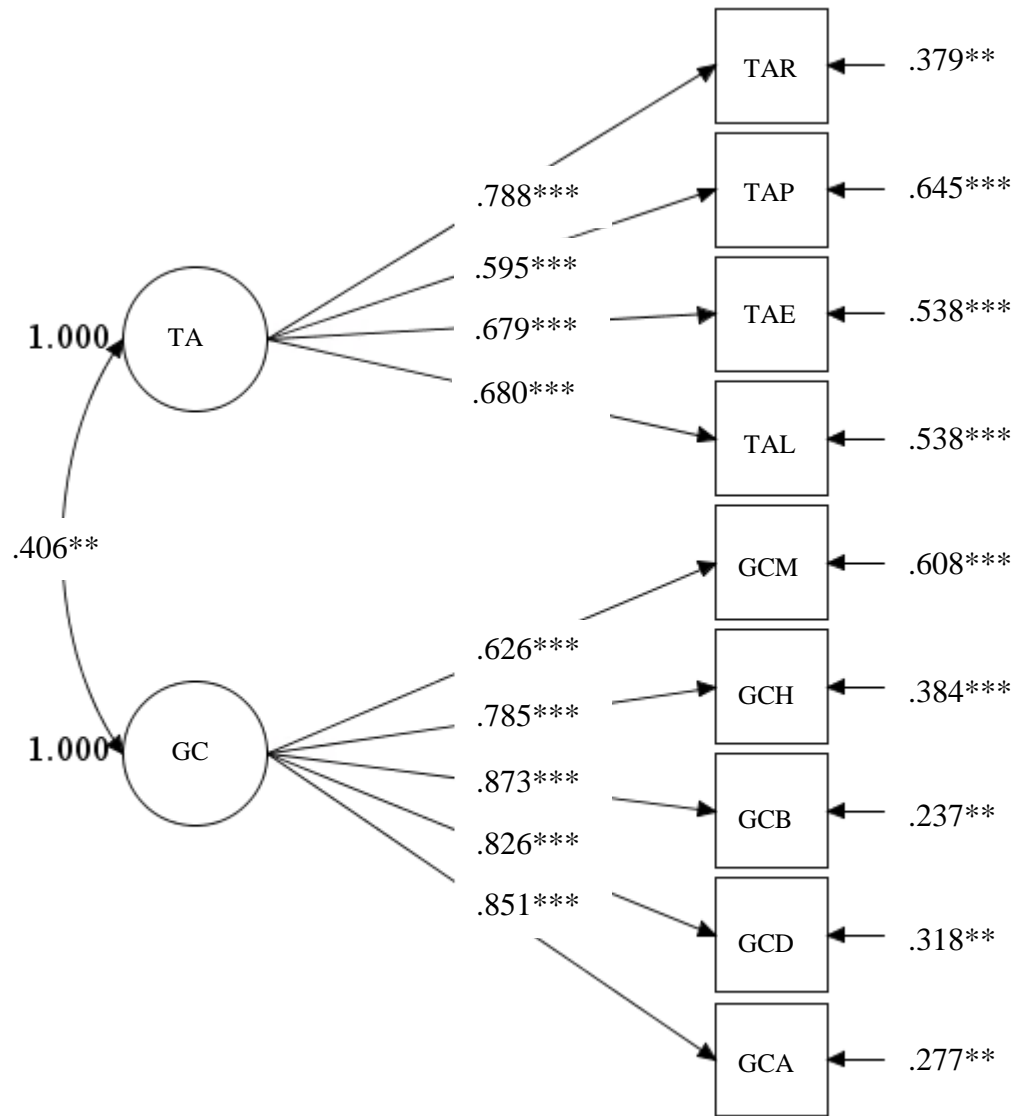 TAR .379**
.788*** TAP .645***
.595***
TAE .538***
1.000 TA .679***
.680*** TAL .538***
.406** GCM .608***
.626***
GCH .384***
.785***
1.000 GC .873***
GCB .237**
.826***
.851***
GCD .318**
GCA .277**